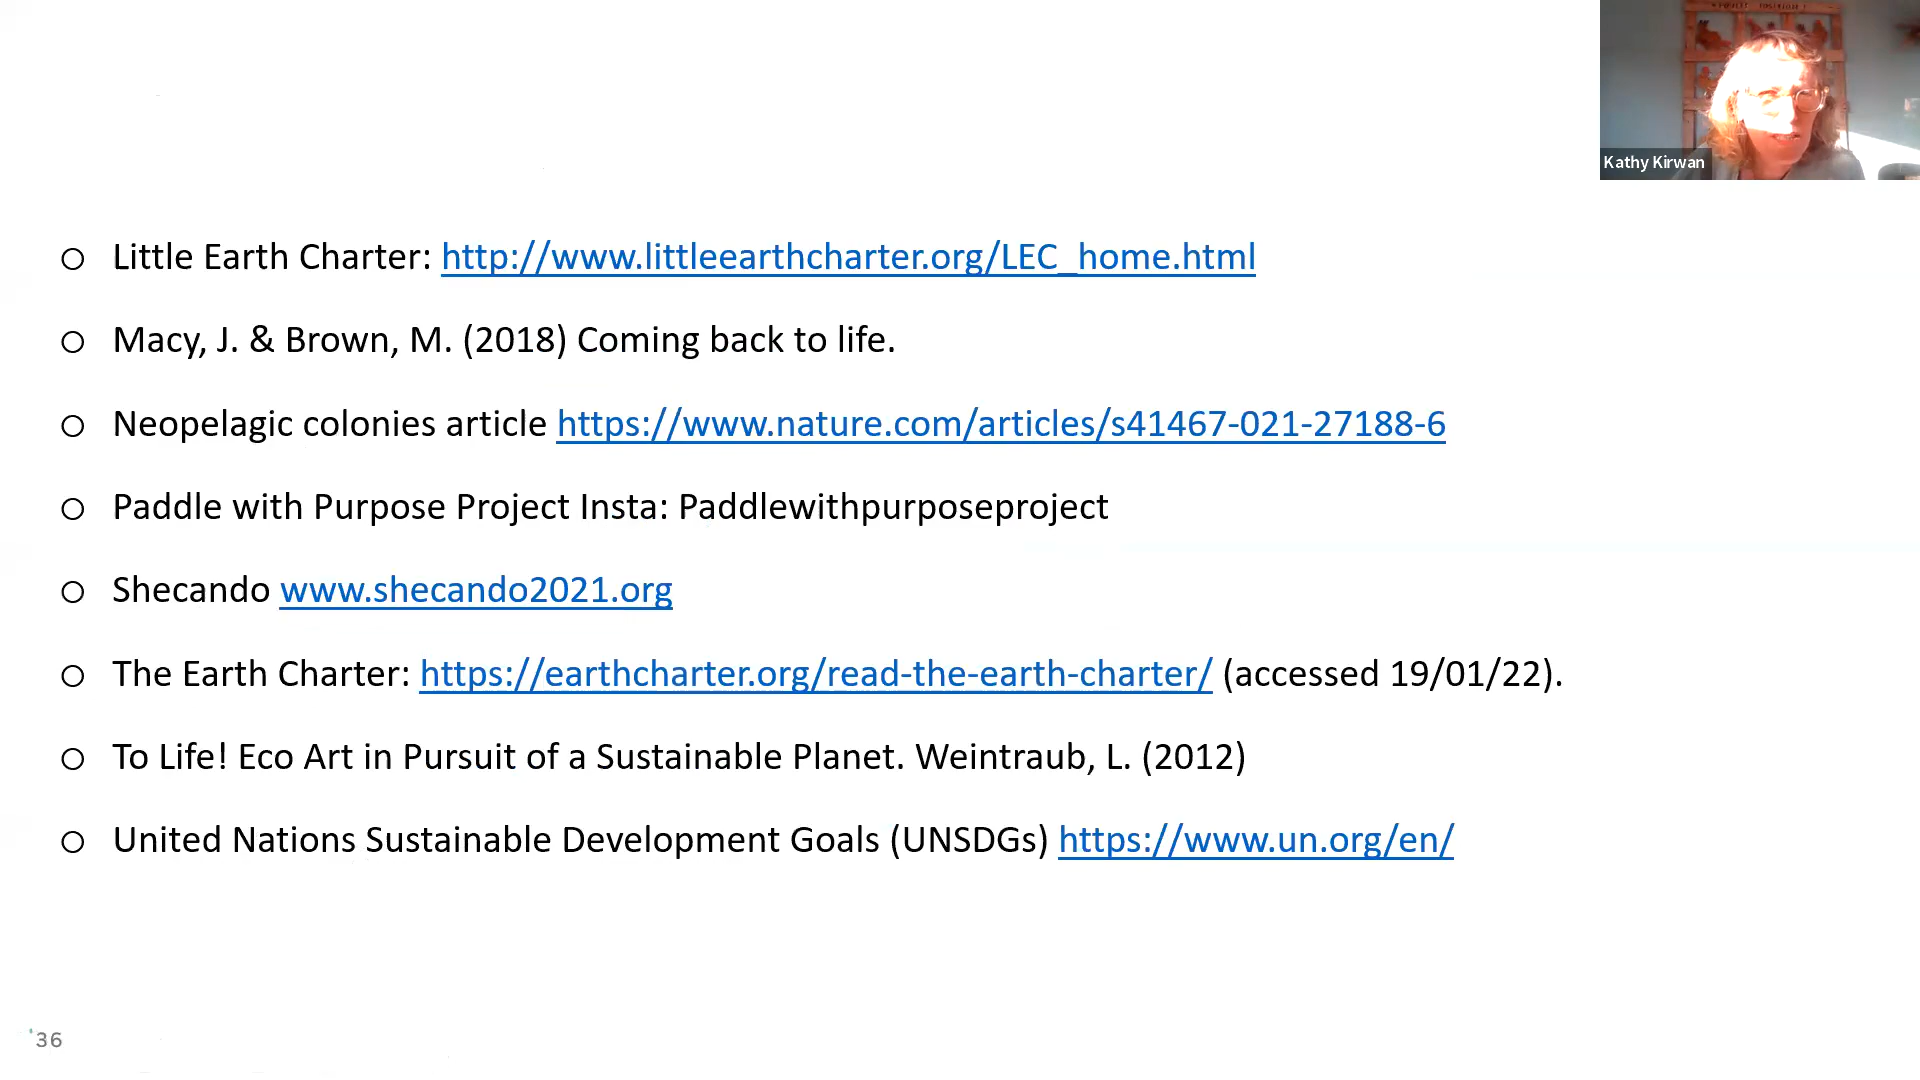 Kathy Kirwan
Little Earth Charter: http://www.littleearthcharter.org/LEC_home.html
Macy, J. & Brown, M. (2018) Coming back to life.
Neopelagic colonies article https://www.nature.com/articles/s41467-021-27188-6
Paddle with Purpose Project Insta: Paddlewithpurposeproject
Shecando www.shecando2021.org
The Earth Charter: https://earthcharter.org/read-the-earth-charter/ (accessed 19/01/22).
To Life! Eco Art in Pursuit of a Sustainable Planet. Weintraub, L. (2012)
United Nations Sustainable Development Goals (UNSDGs) https://www.un.org/en/
36